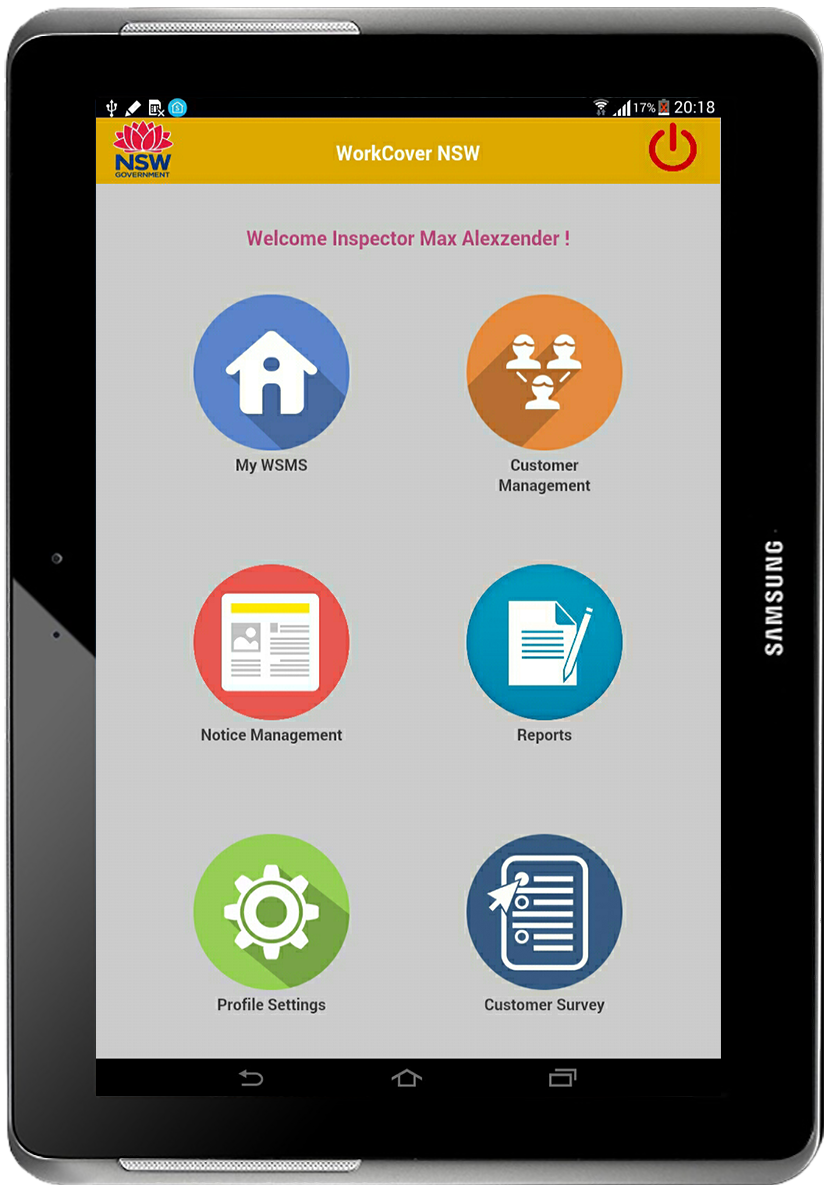 17% 20:18
NSW
GOVERNMENT
WorkCover NSW
Welcome Inspector Max Alexzender !
My WSMS
Customer
Management
Notice Management
Reports
Profile Settings
Customer Survey
SAMSUNG